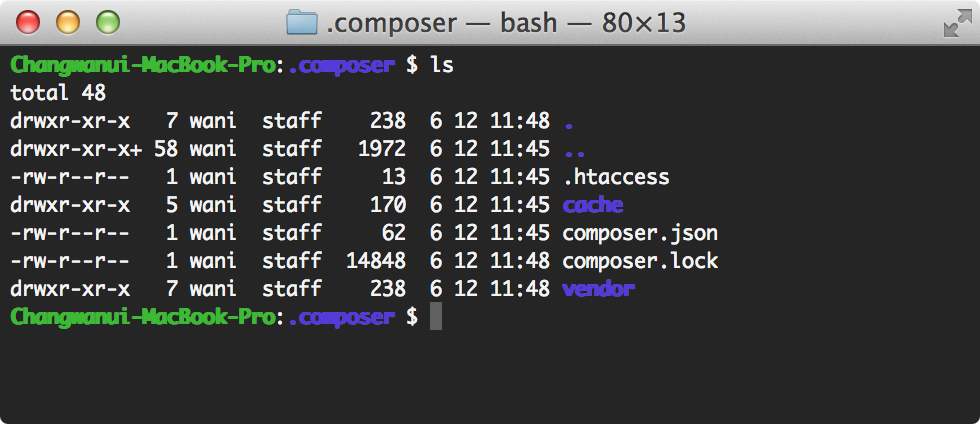 .composer — bash — 80×13
Changwanui-MacBook-Pro:.composer $ ls
total 48
drwxr-xr-x   7 wani  staff    238  6 12 11:48 .
drwxr-xr-x+ 58 wani  staff   1972  6 12 11:45 ..
-rw-r--r--   1 wani  staff     13  6 12 11:45 .htaccess
drwxr-xr-x   5 wani  staff    170  6 12 11:45 cache
-rw-r--r--   1 wani  staff     62  6 12 11:45 composer.json
-rw-r--r--   1 wani  staff  14848  6 12 11:48 composer.lock
drwxr-xr-x   7 wani  staff    238  6 12 11:48 vendor
Changwanui-MacBook-Pro:.composer $